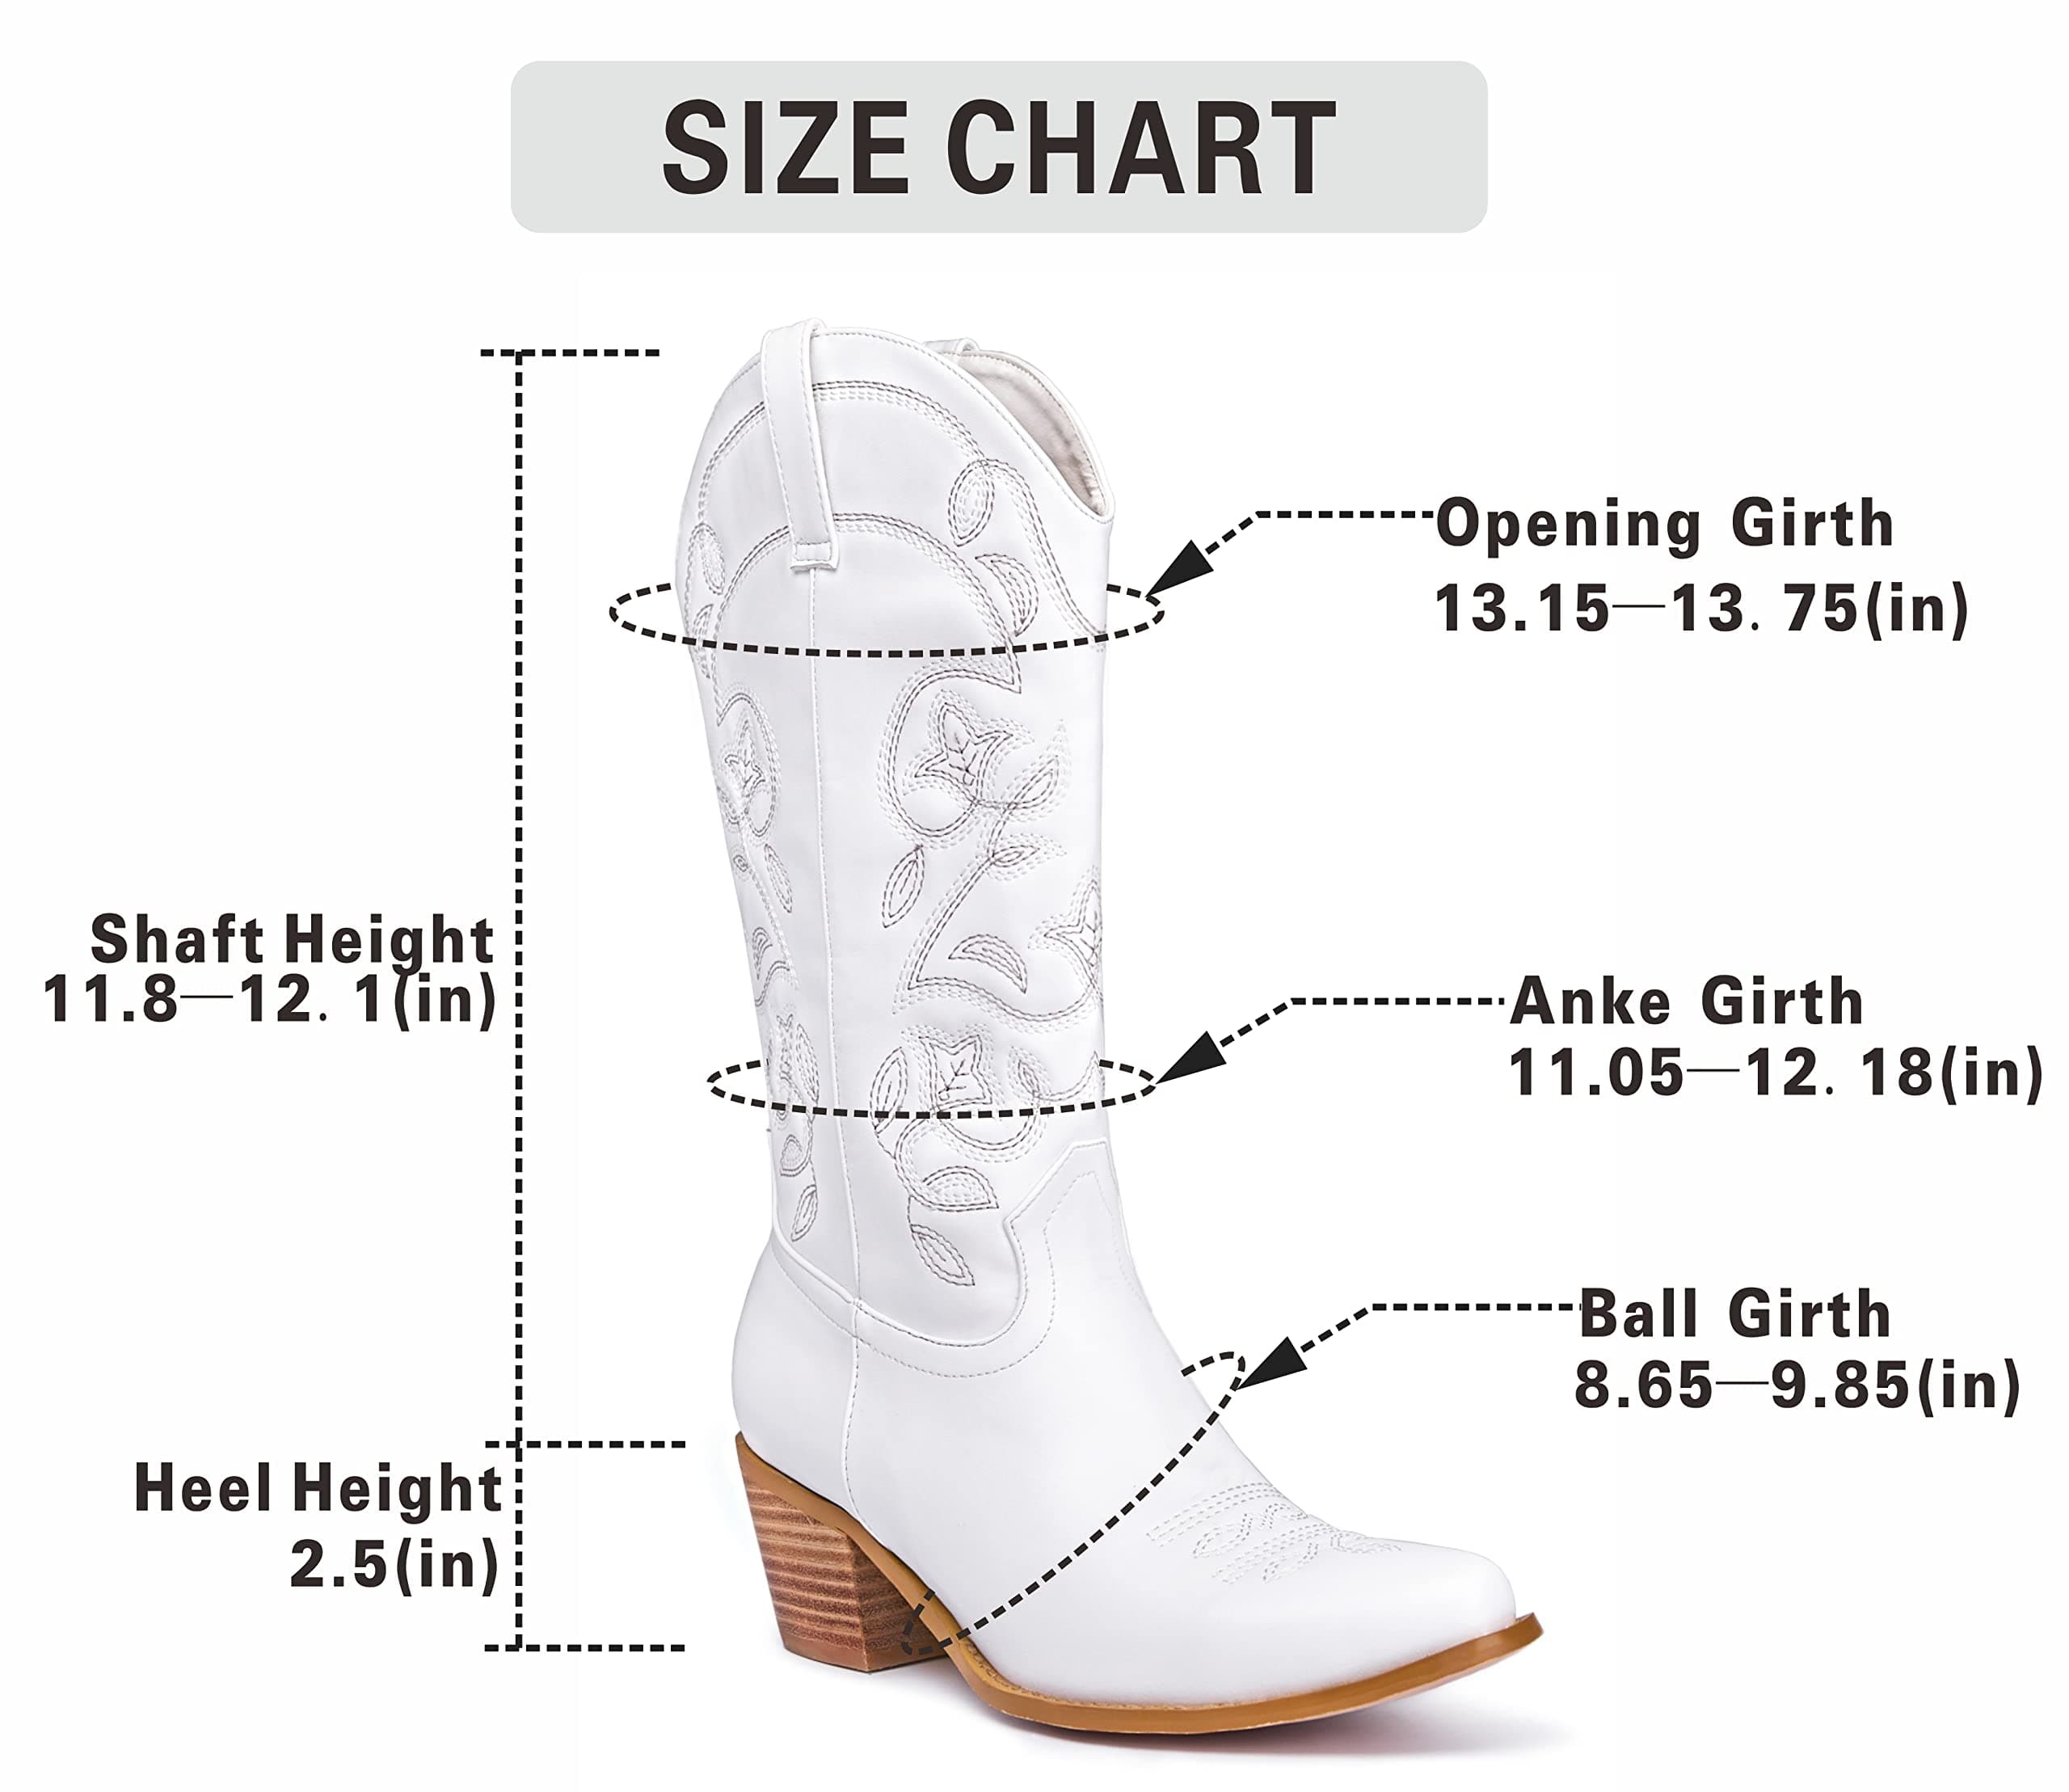 SIZE CHART
Opening Girth
13.15—13. 75(in)
Shaft Height
11.8—12. 1(in)
Anke Girth
11.05—12. 18(in)
Ball Girth
8.65—9.85(in)
Heel Height
2.5(in)